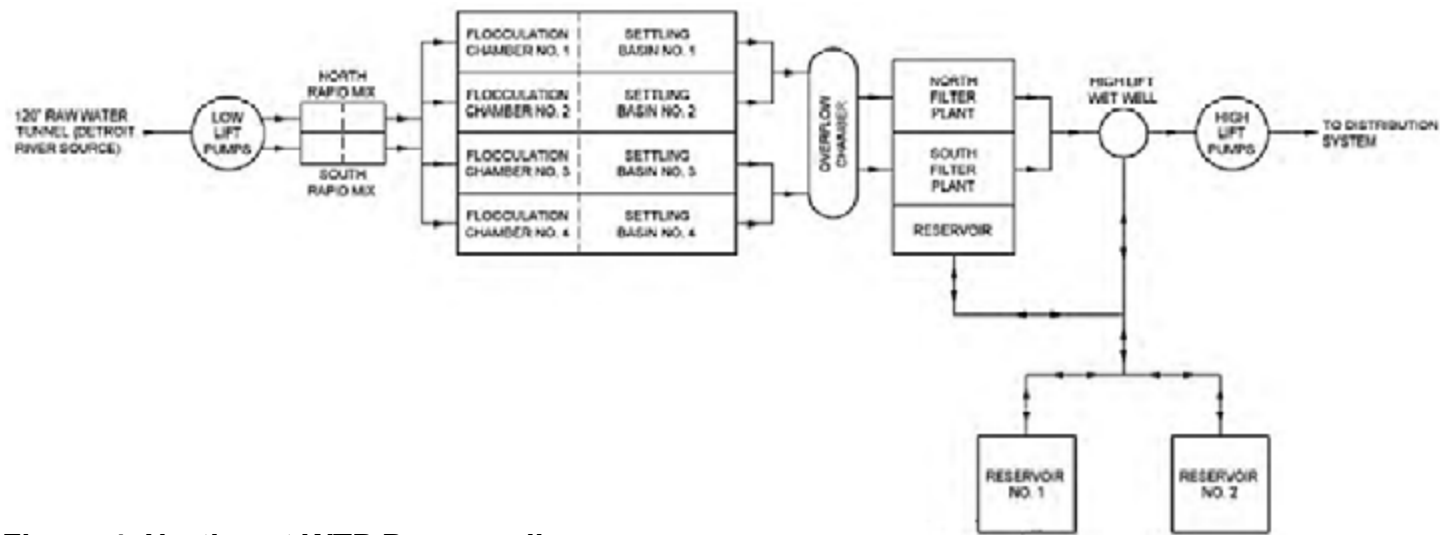 120" RAW WATER
TUNNEL (DETROIT
RIVER SOURCE)
LOW
LIFT
PUMPS
NORTH
RAPID MIX
SOUTH
RAPID MIX
FLOCCULATION
CHAMBER NO. 1
SETTLING
BASIN NO. 1
FLOCCULATION
CHAMBER NO. 2
SETTLING
BASIN NO. 2
FLOCCULATION
CHAMBER NO. 3
SETTLING
BASIN NO. 3
FLOCCULATION
CHAMBER NO. 4
SETTLING
BASIN NO. 4
OVERFLOW
CHAMBER
NORTH
FILTER
PLANT
SOUTH
FILTER
PLANT
RESERVOIR
HIGH LIFT
WET WELL
HIGH
LIFT
PUMPS
TO DISTRIBUTION
SYSTEM
RESERVOIR
NO. 1
RESERVOIR
NO. 2